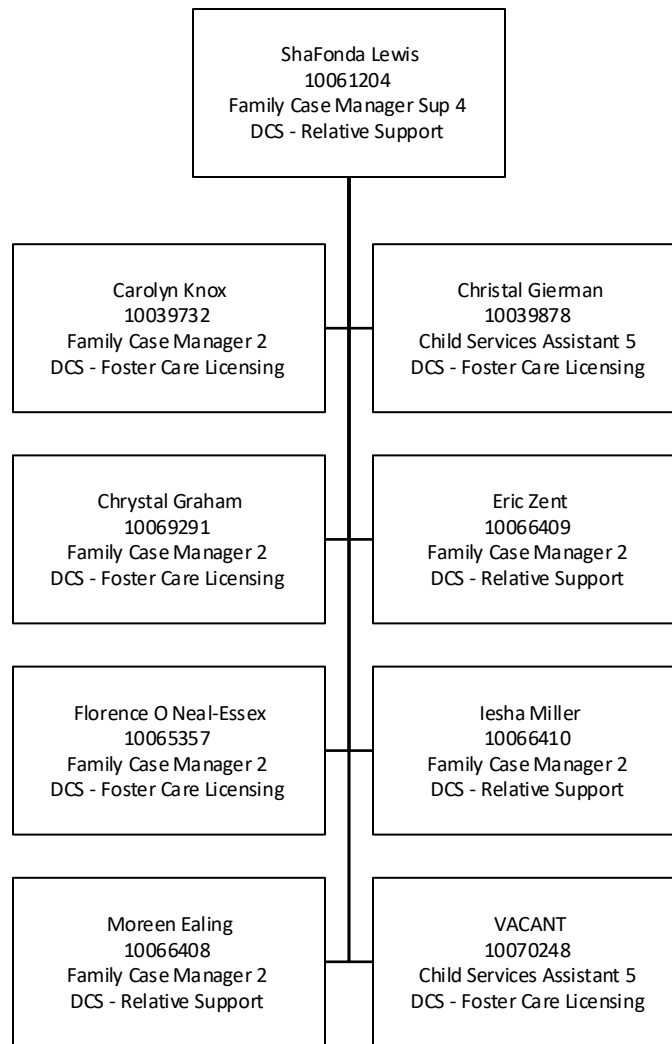 ShaFonda Lewis
10061204
Family Case Manager Sup 4
DCS - Relative Support
Carolyn Knox
10039732
Family Case Manager 2
DCS - Foster Care Licensing
Christal Gierman
10039878
Child Services Assistant 5
DCS - Foster Care Licensing
Chrystal Graham
10069291
Family Case Manager 2
DCS - Foster Care Licensing
Eric Zent
10066409
Family Case Manager 2
DCS - Relative Support
Florence O Neal-Essex
10065357
Family Case Manager 2
DCS - Foster Care Licensing
Iesha Miller
10066410
Family Case Manager 2
DCS - Relative Support
Moreen Ealing
10066408
Family Case Manager 2
DCS - Relative Support
VACANT
10070248
Child Services Assistant 5
DCS - Foster Care Licensing